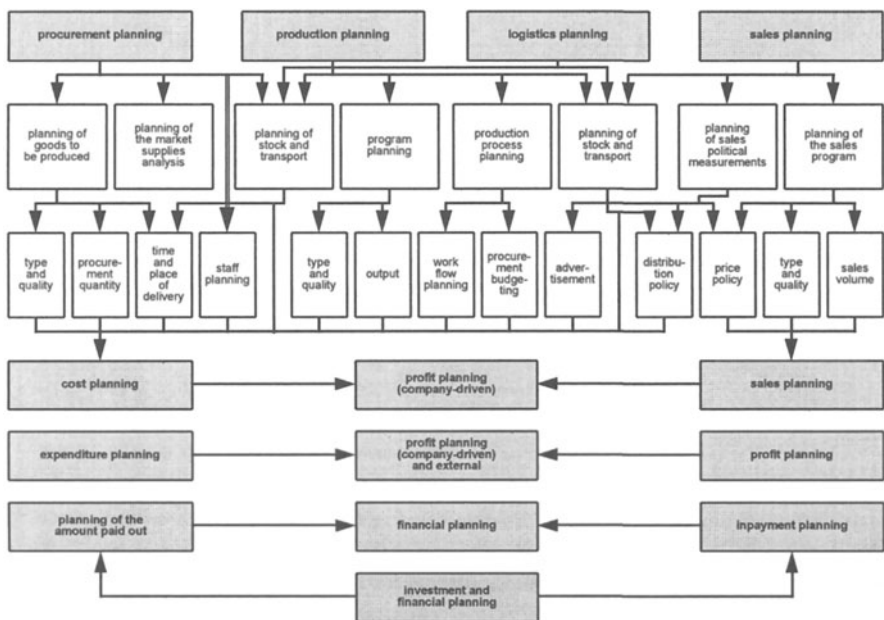 procurement planning
production planning
logistics planning
sales planning
planning of
goods to
be produced
planning of
the market
supplies
analysis
planning of
stock and
transport
program
planning
production
process
planning
planning of
stock and
transport
planning
of sales
political
measurements
planning
of the sales
program
type
and
quality
procure-
ment
quantity
time
and
place
of
delivery
staff
planning
type
and
quality
output
work
flow
planning
procure-
ment
budge-
ting
adver-
tisement
distribu-
tion
policy
price
policy
type
and
quality
sales
volume
cost planning
profit planning
(company-driven)
sales planning
expenditure planning
profit planning
(company-driven)
and external
profit planning
planning of the
amount paid out
financial planning
inpayment planning
investment and
financial planning